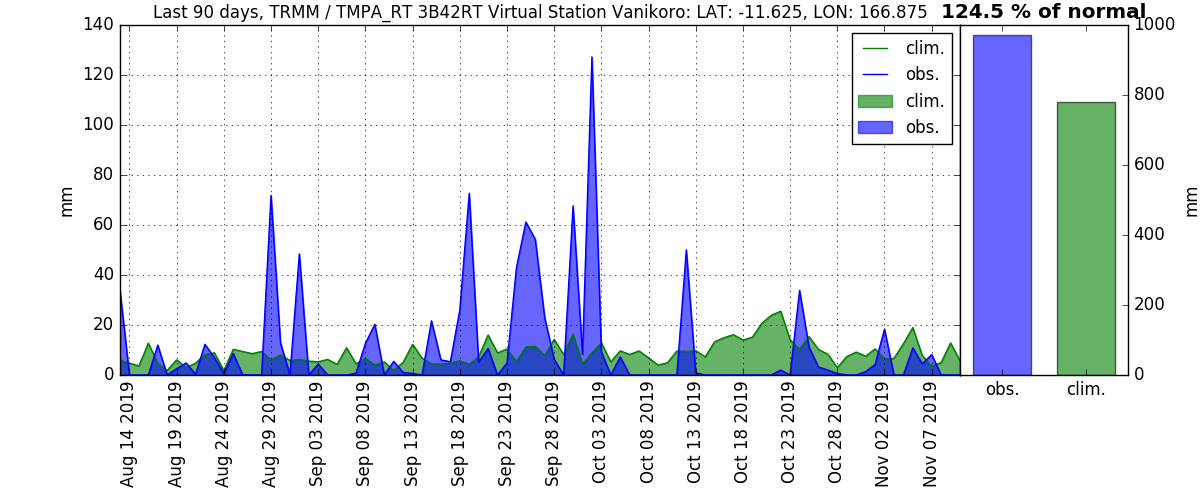 Last 90 days, TRMM / TMPA_RT 3B42RT Virtual Station Vanikoro: LAT: -11.625, LON: 166.875
124.5 % of normal
140
120
100
80
60
40
20
0
mm
clim.
obs.
clim.
obs.
Aug 14 2019
Aug 19 2019
Aug 24 2019
Aug 29 2019
Sep 03 2019
Sep 08 2019
Sep 13 2019
Sep 18 2019
Sep 23 2019
Sep 28 2019
Oct 03 2019
Oct 08 2019
Oct 13 2019
Oct 18 2019
Oct 23 2019
Oct 28 2019
Nov 02 2019
Nov 07 2019
1000
800
600
400
200
0
mm
obs.
clim.